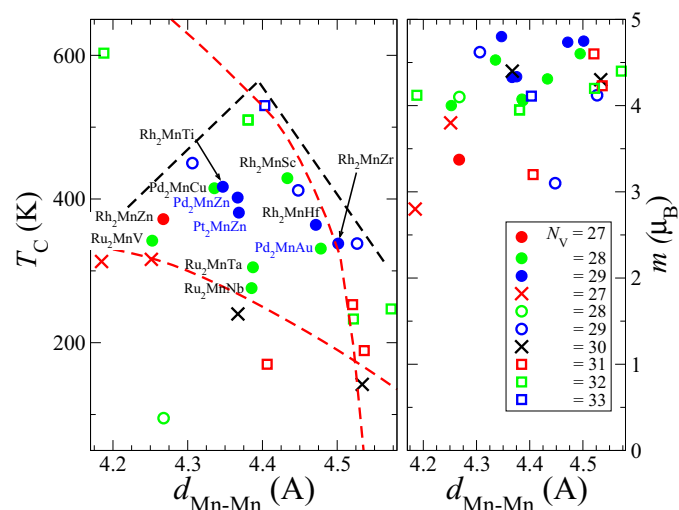 600
400
200
T_C (K)
Rh₂MnTi
Rh₂MnSc
Rh₂MnZr
Pd₂MnCu
Pd₂MnZn
Pt₂MnZn
Rh₂MnZn
Rh₂MnHf
Ru₂MnV
Pd₂MnAu
Ru₂MnTa
Ru₂MnNb
4.2 4.3 4.4 4.5
d_Mn-Mn (A)
5
4
3
2
1
0
m (μ_B)
N_V = 27
= 28
= 29
= 27
= 28
= 29
= 30
= 31
= 32
= 33
4.2 4.3 4.4 4.5
d_Mn-Mn (A)